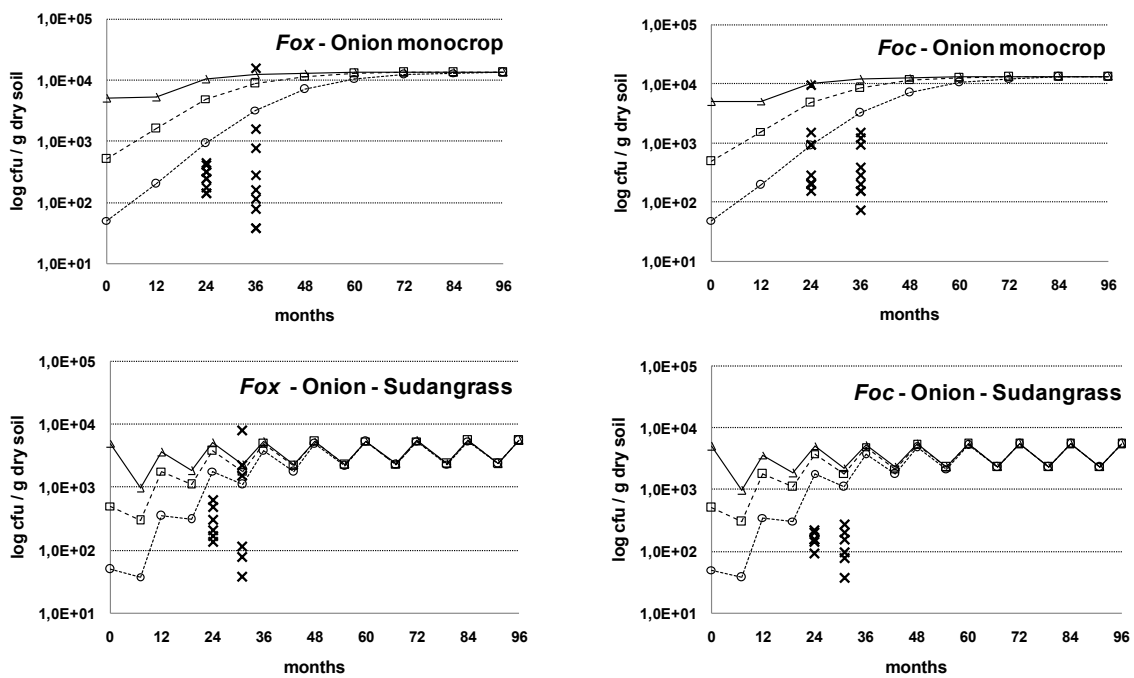 Fox - Onion monocrop
log cfu / g dry soil
1,0E+05
1,0E+04
1,0E+03
1,0E+02
1,0E+01
0 12 24 36 48 60 72 84 96
months
Foc - Onion monocrop
log cfu / g dry soil
1,0E+05
1,0E+04
1,0E+03
1,0E+02
1,0E+01
0 12 24 36 48 60 72 84 96
months
Fox - Onion - Sudangrass
log cfu / g dry soil
1,0E+05
1,0E+04
1,0E+03
1,0E+02
1,0E+01
0 12 24 36 48 60 72 84 96
months
Foc - Onion - Sudangrass
log cfu / g dry soil
1,0E+05
1,0E+04
1,0E+03
1,0E+02
1,0E+01
0 12 24 36 48 60 72 84 96
months